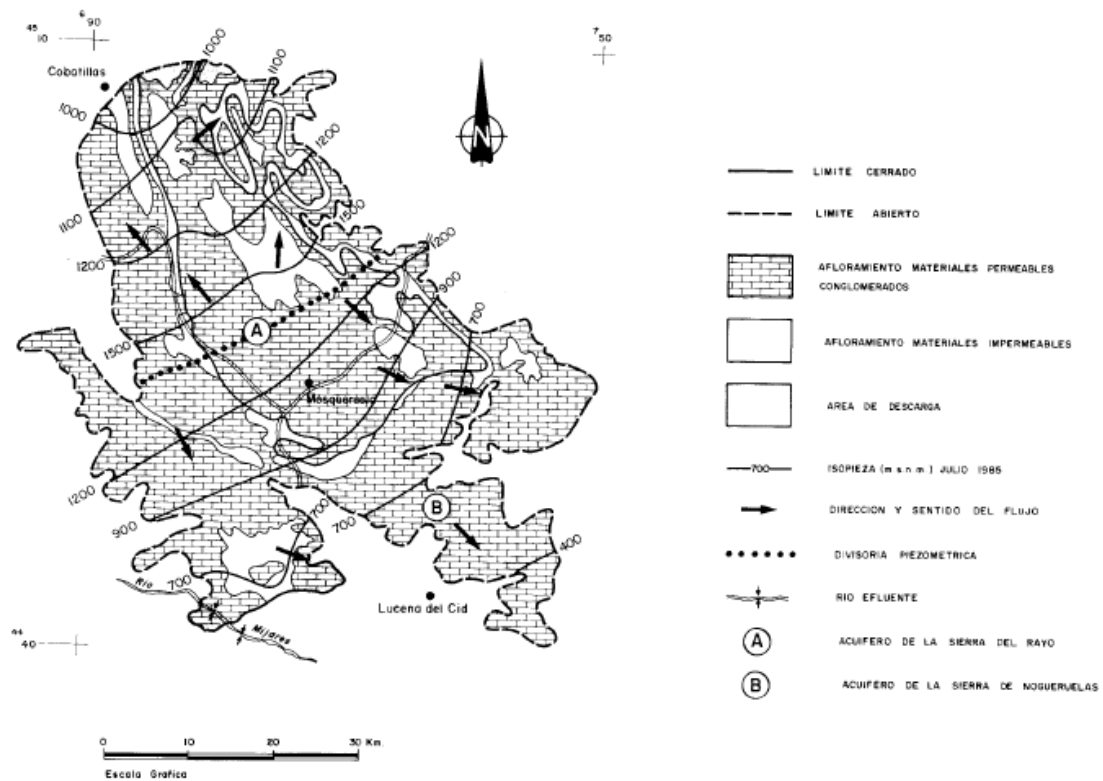 6
90
45
10
7
50
Cobatillas
1000
1100
1000
1200
1100
1500
1200
1200
900
700
1500
A
Mosqueruela
1200
900
700
700
B
400
700
Rio
Mijares
Lucena del Cid
44
40
N
LIMITE CERRADO
LIMITE ABIERTO
AFLORAMIENTO MATERIALES PERMEABLES
CONGLOMERADOS
AFLORAMIENTO MATERIALES IMPERMEABLES
AREA DE DESCARGA
700
ISOPIEZA (m s.n.m.) JULIO 1985
DIRECCION Y SENTIDO DEL FLUJO
DIVISORIA PIEZOMETRICA
RIO EFLUENTE
A
ACUIFERO DE LA SIERRA DEL RAYO
B
ACUIFERO DE LA SIERRA DE NOGUERUELAS
0 10 20 30 Km.
Escala Grafica